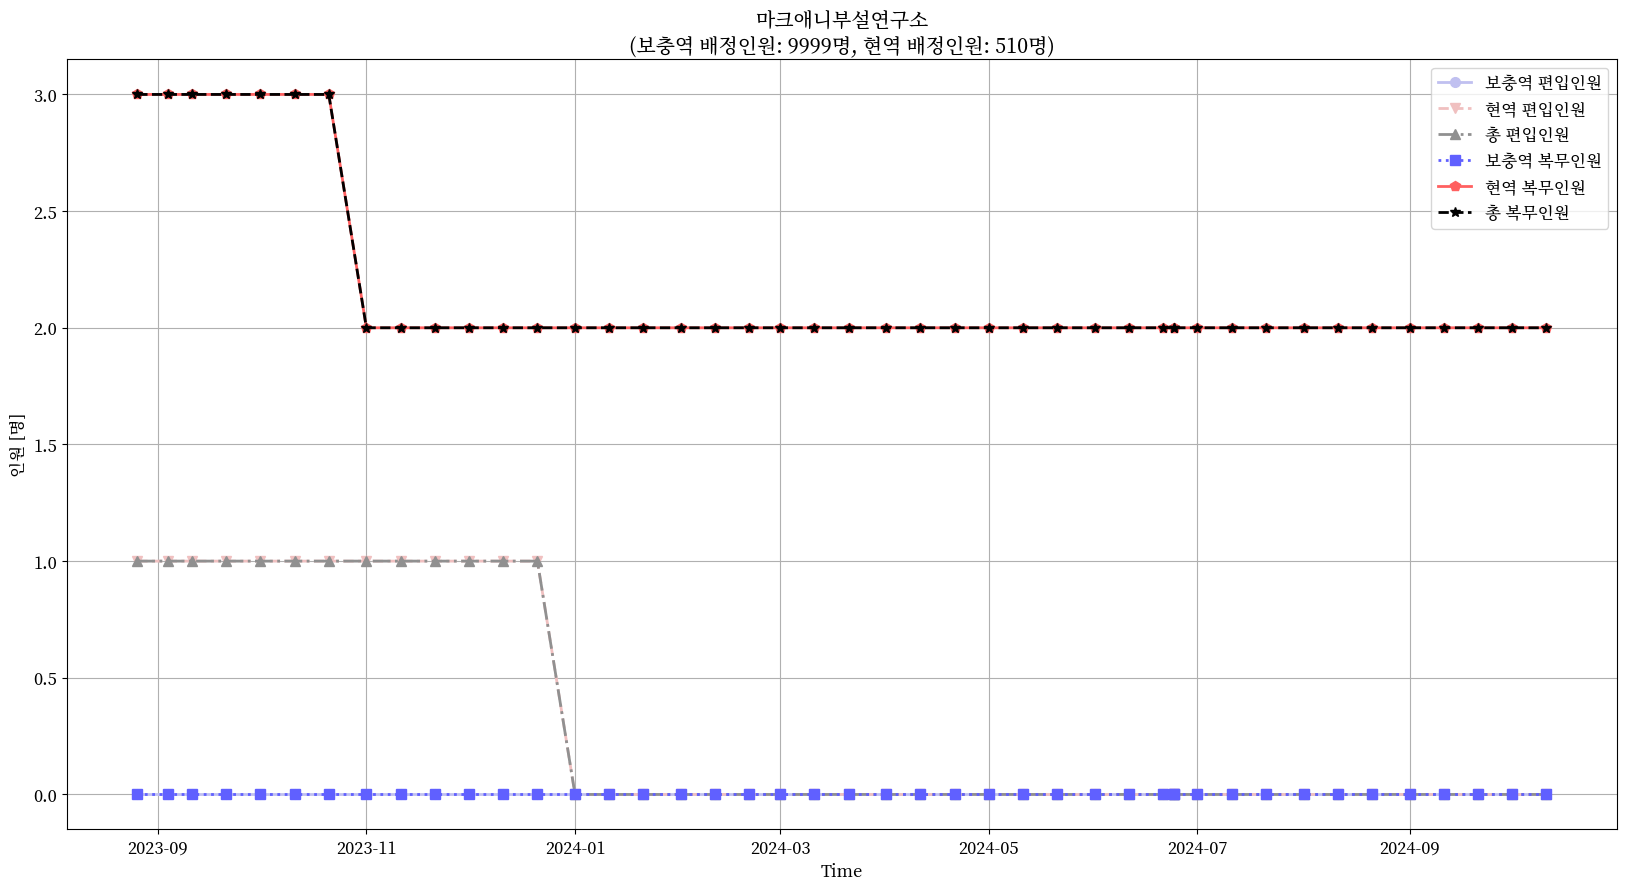 마크애니부설연구소
(보충역 배정인원: 9999명, 현역 배정인원: 510명)
보충역 편입인원
현역 편입인원
총 편입인원
보충역 복무인원
현역 복무인원
총 복무인원
인원 [명]
3.0
2.5
2.0
1.5
1.0
0.5
0.0
2023-09
2023-11
2024-01
2024-03
2024-05
2024-07
2024-09
Time